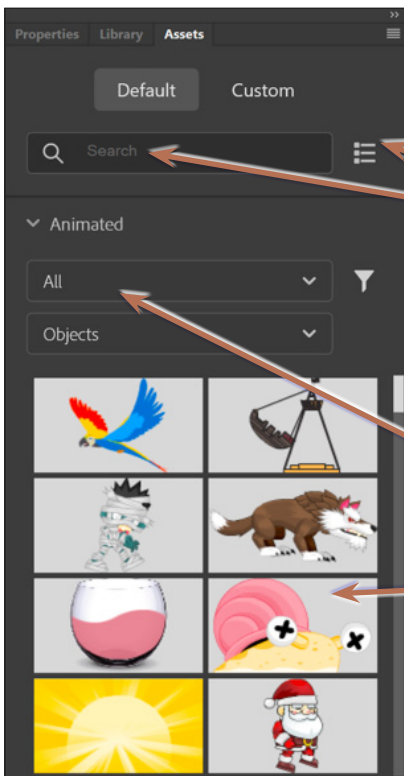 Properties Library Assets
Default Custom
Search
Animated
All
Objects